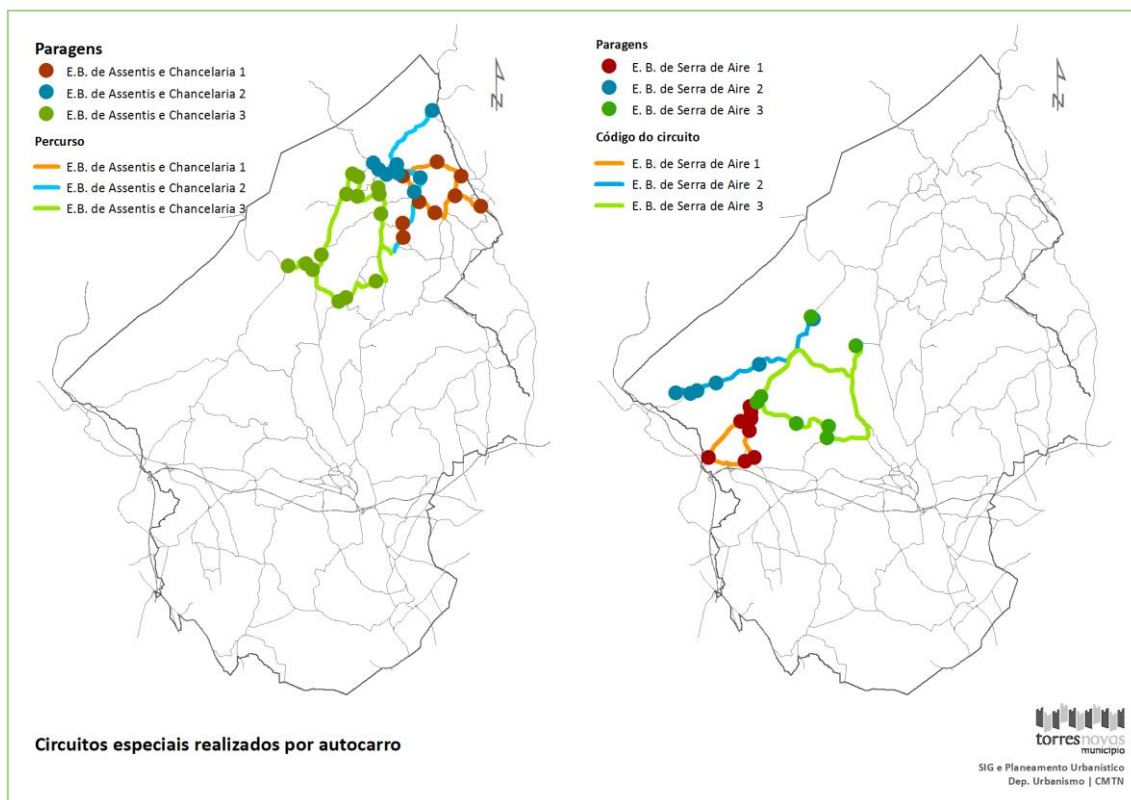 Paragens
E.B. de Assentis e Chancelaria 1
E.B. de Assentis e Chancelaria 2
E.B. de Assentis e Chancelaria 3
Percurso
E.B. de Assentis e Chancelaria 1
E.B. de Assentis e Chancelaria 2
E.B. de Assentis e Chancelaria 3
N
Paragens
E. B. de Serra de Aire 1
E. B. de Serra de Aire 2
E. B. de Serra de Aire 3
Código do circuito
E. B. de Serra de Aire 1
E. B. de Serra de Aire 2
E. B. de Serra de Aire 3
N
Circuitos especiais realizados por autocarro
torresnovas
município
SIG e Planeamento Urbanístico
Dep. Urbanismo | CMTN